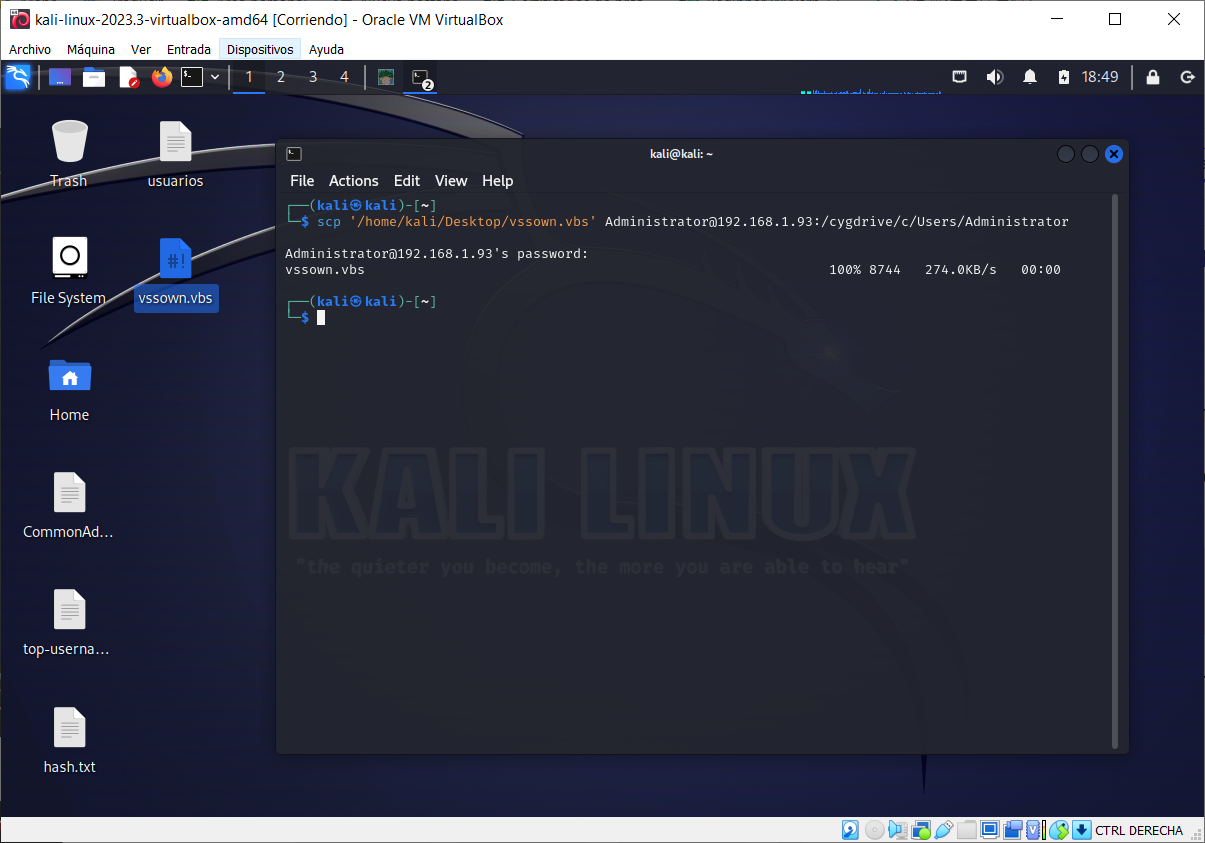 kali-linux-2023.3-virtualbox-amd64 [Corriendo] - Oracle VM VirtualBox
Archivo Máquina Ver Entrada Dispositivos Ayuda
1 2 3 4 2 18:49
Trash
usuarios
File System
vssown.vbs
Home
CommonAd...
top-userna...
hash.txt
kali@kali: ~
File Actions Edit View Help
┌──(kali㉿kali)-[~]
└─$ scp '/home/kali/Desktop/vssown.vbs' Administrator@192.168.1.93:/cygdrive/c/Users/Administrator
Administrator@192.168.1.93's password:
vssown.vbs 100% 8744 274.0KB/s 00:00
┌──(kali㉿kali)-[~]
└─$
KALI LINUX
"the quieter you become, the more you are able to hear"
CTRL DERECHA